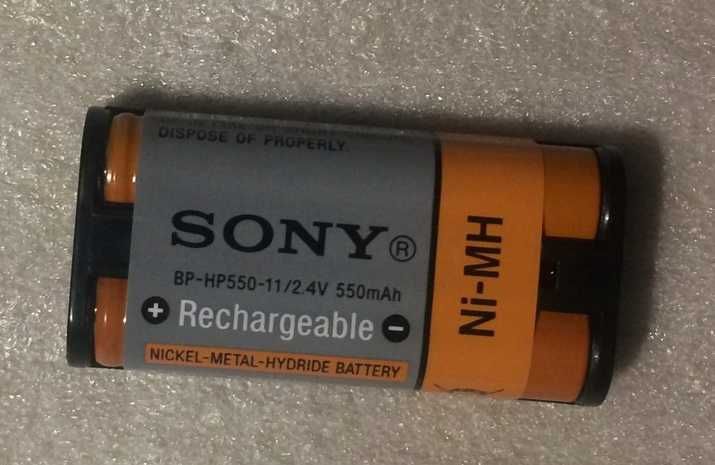 DISPOSE OF PROPERLY.
SONY®
BP-HP550-11/2.4V 550mAh
+ Rechargeable −
NICKEL-METAL-HYDRIDE BATTERY
Ni-MH